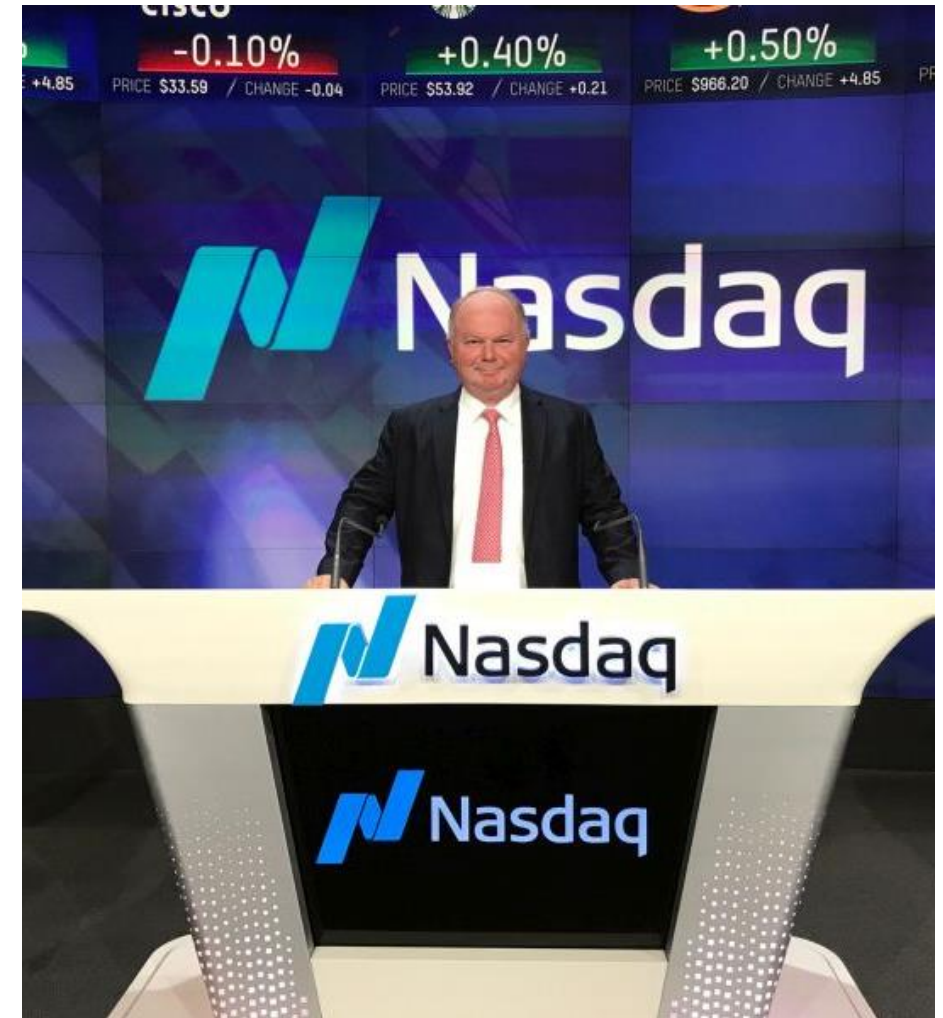 cisco
-0.10%
+0.40%
+0.50%
+4.85
PRICE $33.59 / CHANGE -0.04
PRICE $53.92 / CHANGE +0.21
PRICE $966.20 / CHANGE +4.85
Nasdaq
Nasdaq
Nasdaq